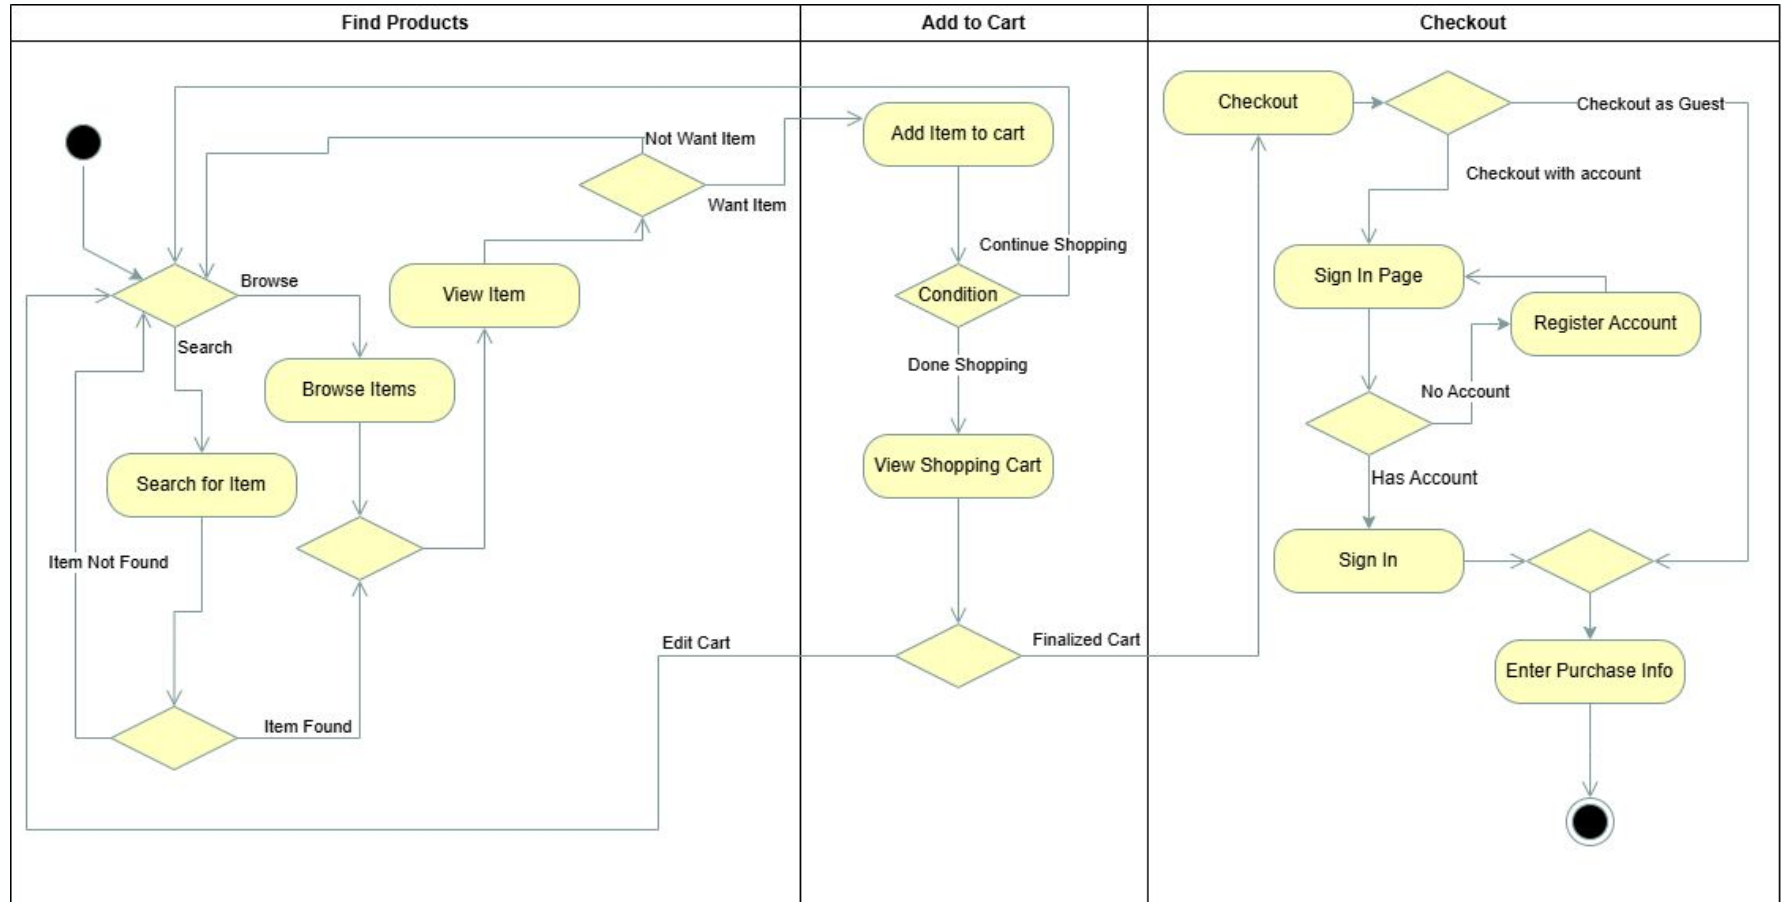 Find Products
Add to Cart
Checkout
Not Want Item
Want Item
Browse
View Item
Search
Browse Items
Search for Item
Item Not Found
Item Found
Edit Cart
Add Item to cart
Continue Shopping
Condition
Done Shopping
View Shopping Cart
Finalized Cart
Checkout
Checkout as Guest
Checkout with account
Sign In Page
Register Account
No Account
Has Account
Sign In
Enter Purchase Info